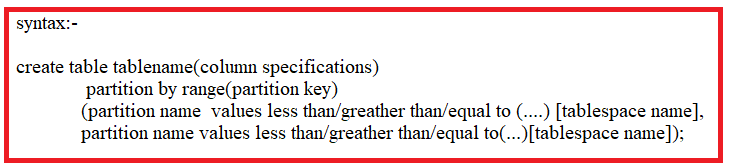 syntax:-
create table tablename(column specifications)
partition by range(partition key)
(partition name values less than/greather than/equal to (....) [tablespace name],
partition name values less than/greather than/equal to(...)[tablespace name]);